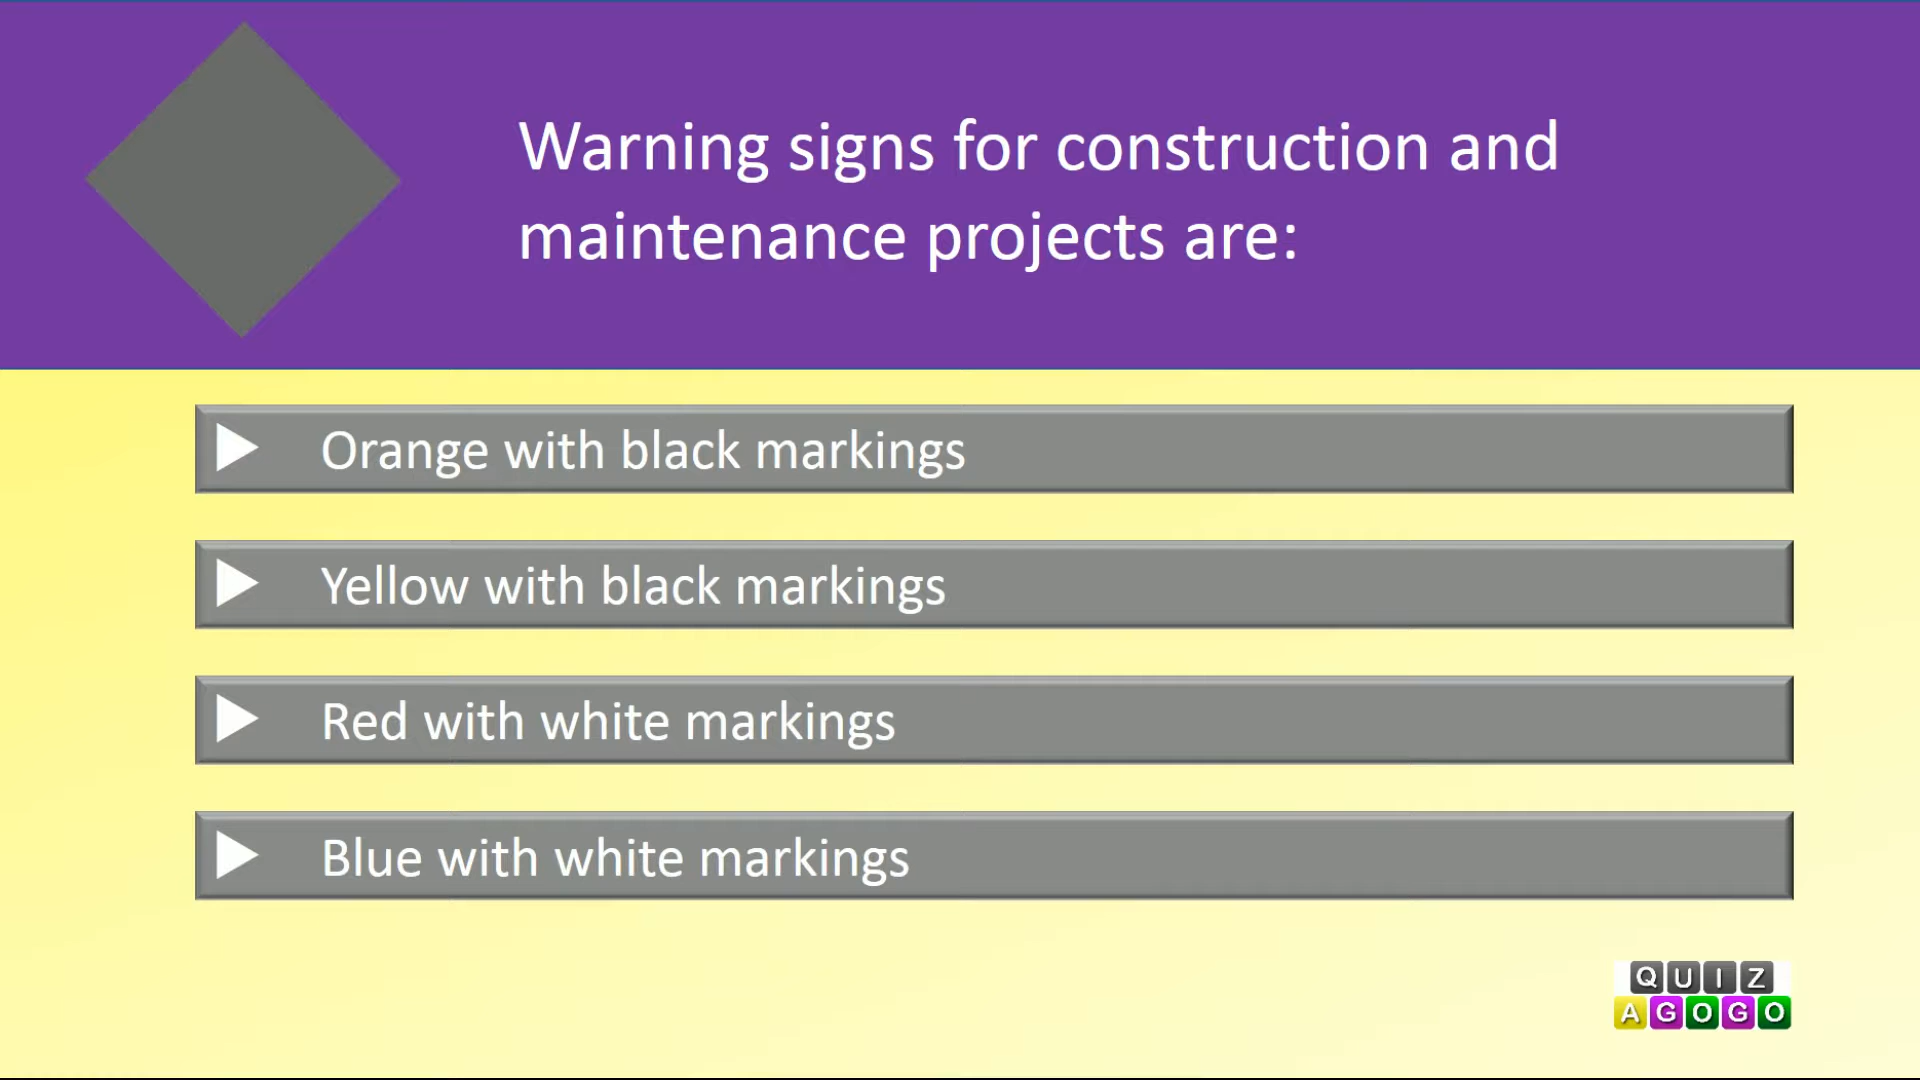 Warning signs for construction and
maintenance projects are:
Orange with black markings
Yellow with black markings
Red with white markings
Blue with white markings
QUIZ
AGOGO